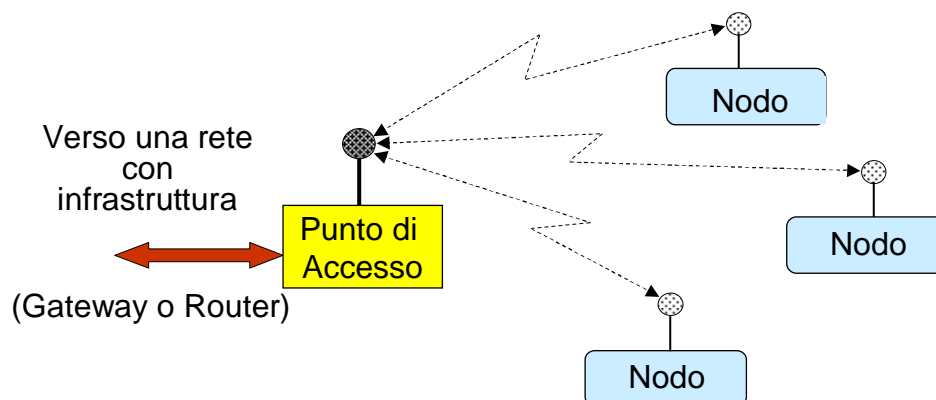 Verso una rete
con
infrastruttura
(Gateway o Router)
Punto di
Accesso
Nodo
Nodo
Nodo